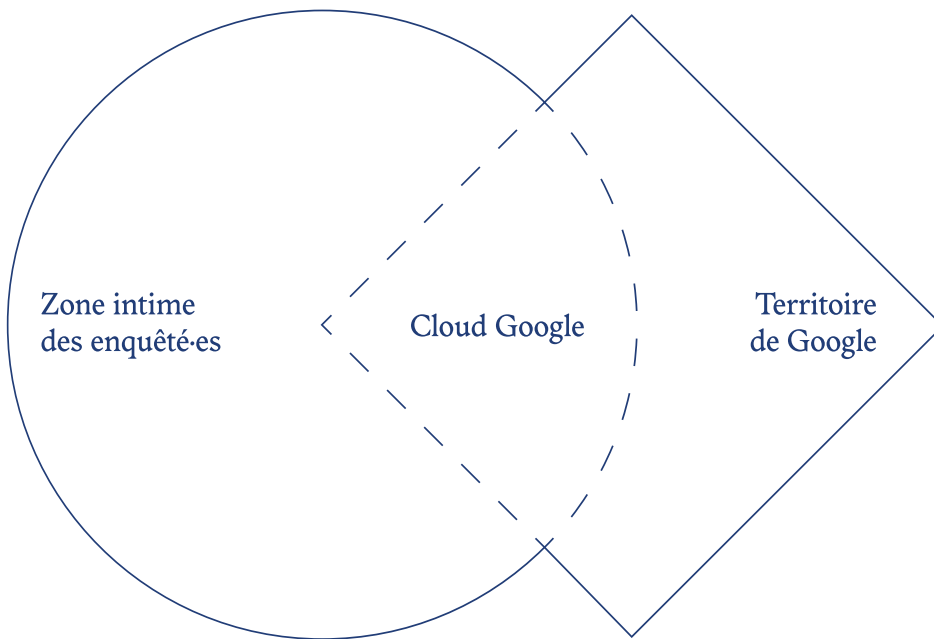 Zone intime
des enquêté·es
Cloud Google
Territoire
de Google